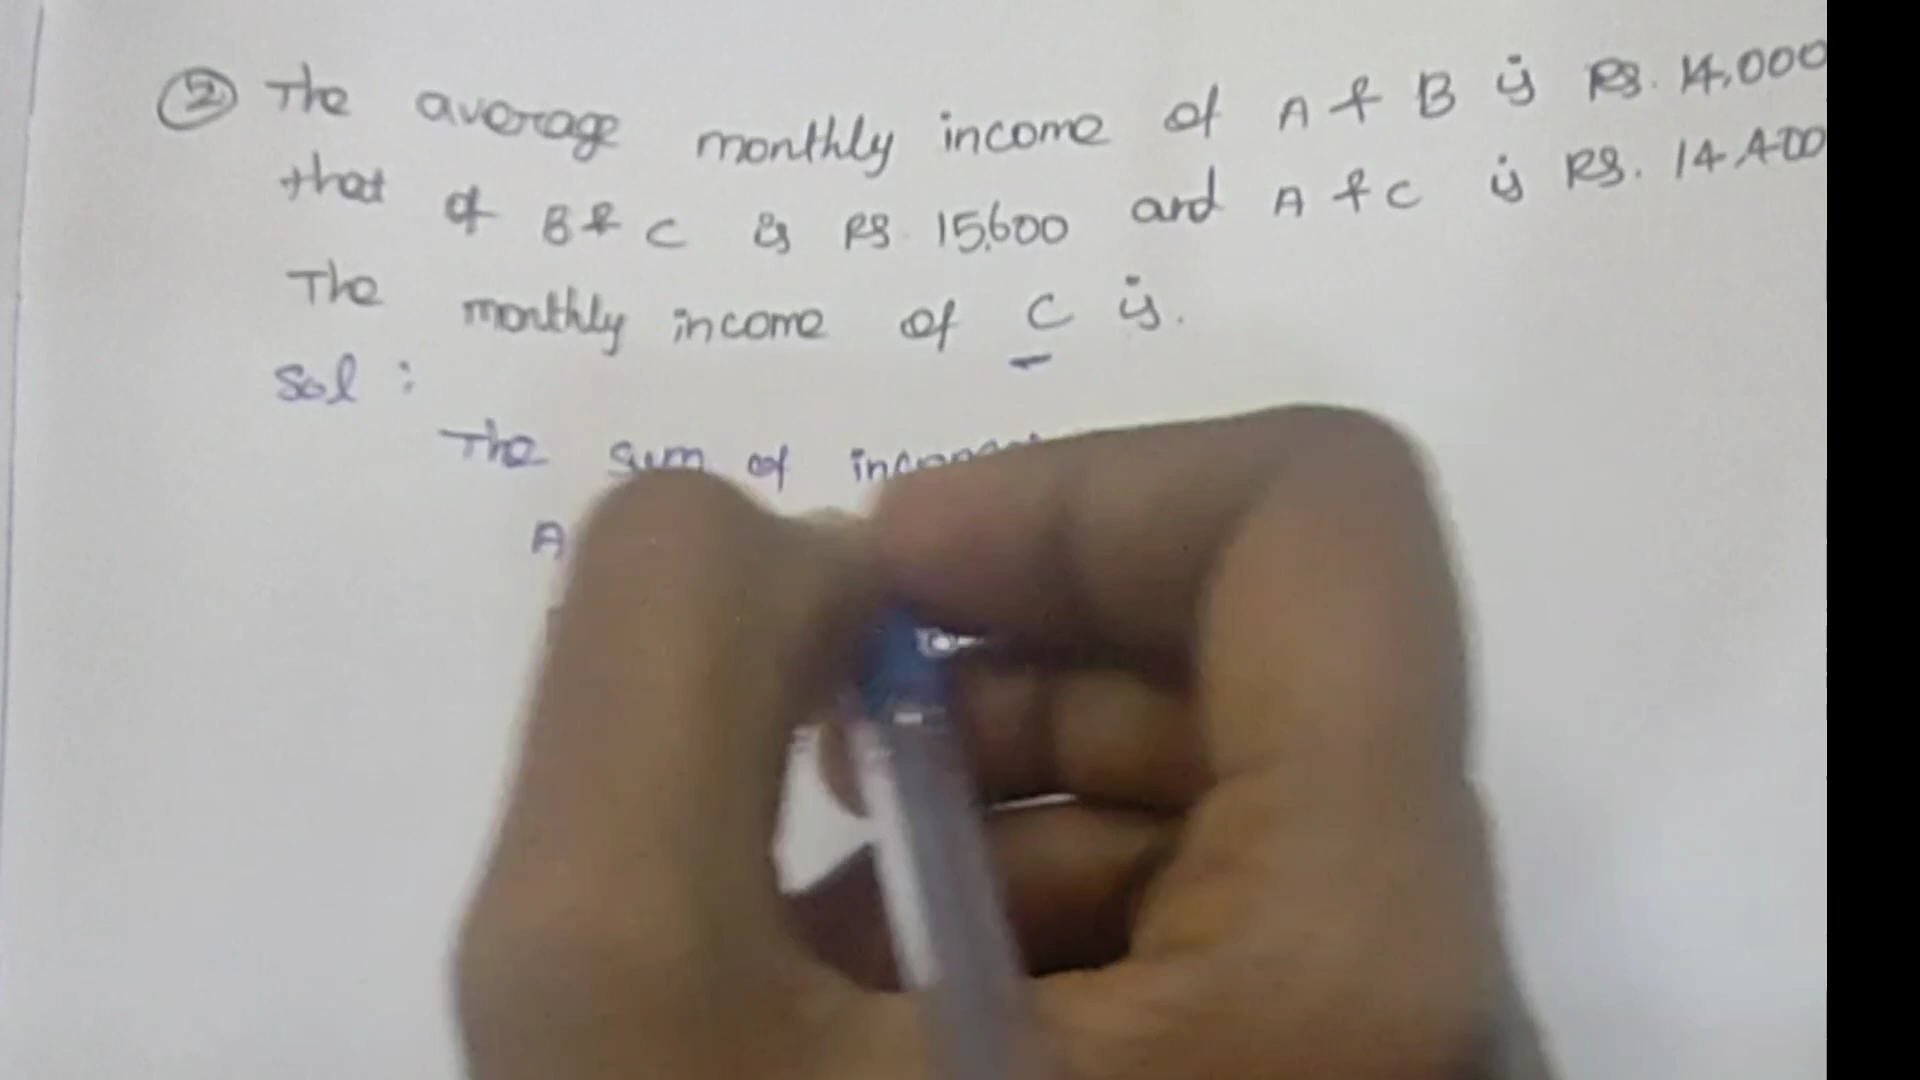 2 The average monthly income of A & B is Rs. 14,000
that of B & C is Rs. 15,600 and A & C is Rs. 14,400
The monthly income of C is.
Sol :
The sum of
A